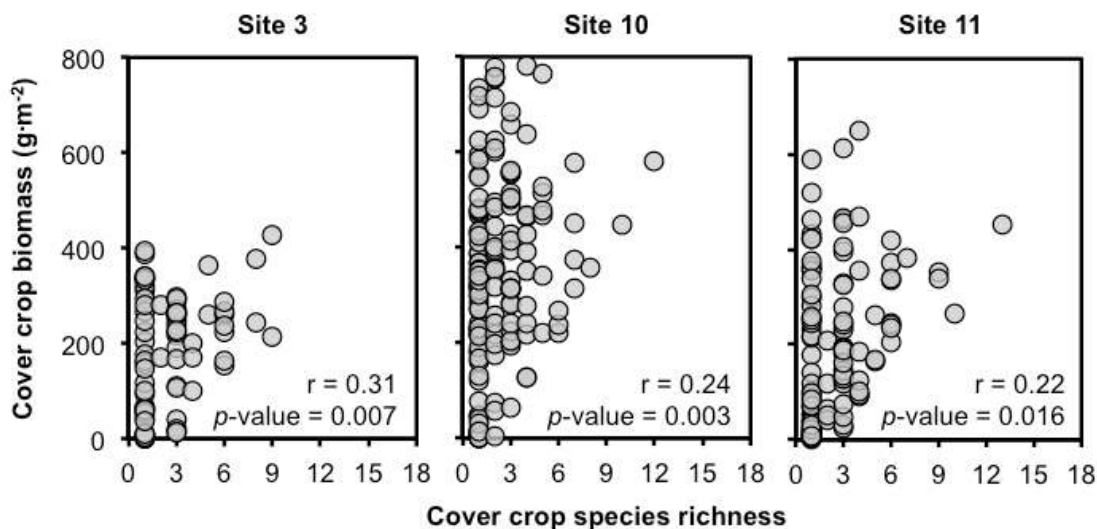 Site 3
Site 10
Site 11
Cover crop biomass (g·m-2)
800
600
400
200
0
r = 0.31
p-value = 0.007
r = 0.24
p-value = 0.003
r = 0.22
p-value = 0.016
0 3 6 9 12 15 18
0 3 6 9 12 15 18
0 3 6 9 12 15 18
Cover crop species richness